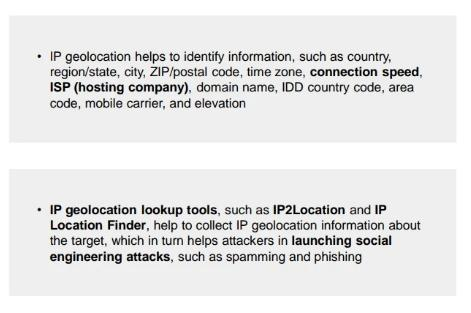 • IP geolocation helps to identify information, such as country,
region/state, city, ZIP/postal code, time zone, connection speed,
ISP (hosting company), domain name, IDD country code, area
code, mobile carrier, and elevation
• IP geolocation lookup tools, such as IP2Location and IP
Location Finder, help to collect IP geolocation information about
the target, which in turn helps attackers in launching social
engineering attacks, such as spamming and phishing